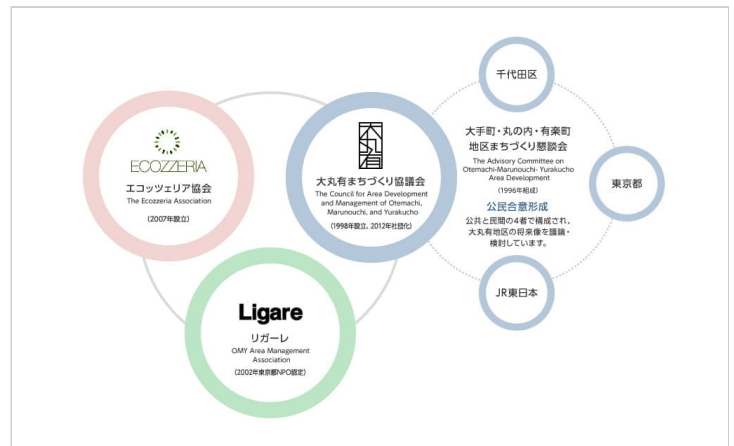 ECOZZERIA
エコッツェリア協会
The Ecozzeria Association
(2007年設立)
大丸有
大丸有まちづくり協議会
The Council for Area Development
and Management of Otemachi,
Marunouchi, and Yurakucho
(1998年設立, 2012年社団化)
Ligare
リガーレ
OMY Area Management
Association
(2002年東京都NPO認定)
千代田区
大手町・丸の内・有楽町
地区まちづくり懇談会
The Advisory Committee on
Otemachi-Marunouchi- Yurakucho
Area Development
(1996年組成)
公民合意形成
公共と民間の4者で構成され、
大丸有地区の将来像を議論・
検討しています。
東京都
JR東日本